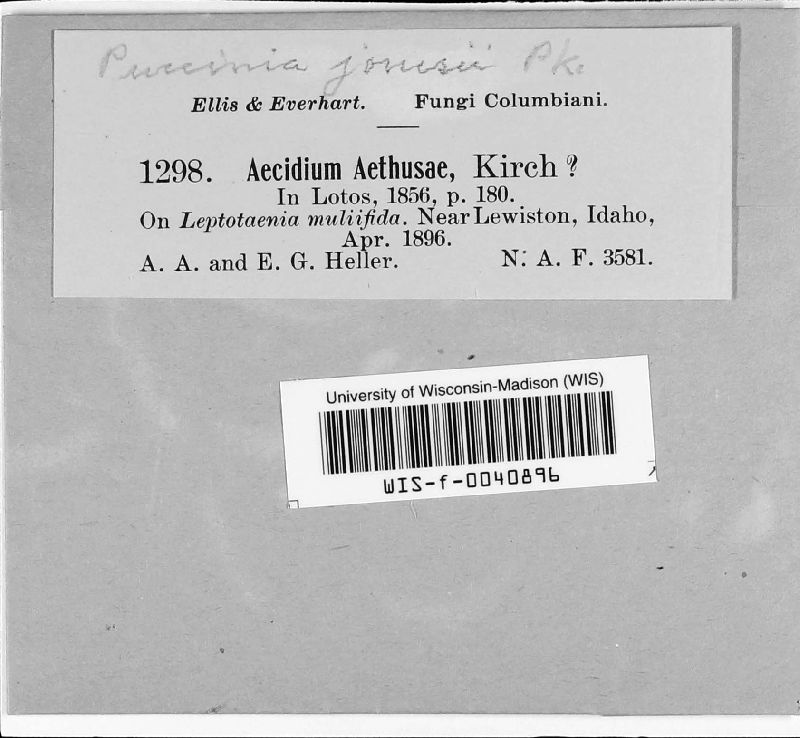 Puccinia jonesii Pk.
Ellis & Everhart. Fungi Columbiani.
1298. Aecidium Aethusae, Kirch?
In Lotos, 1856, p. 180.
On Leptotaenia muliifida. Near Lewiston, Idaho,
Apr. 1896.
A. A. and E. G. Heller. N. A. F. 3581.
University of Wisconsin-Madison (WIS)
WIS-f-0040896